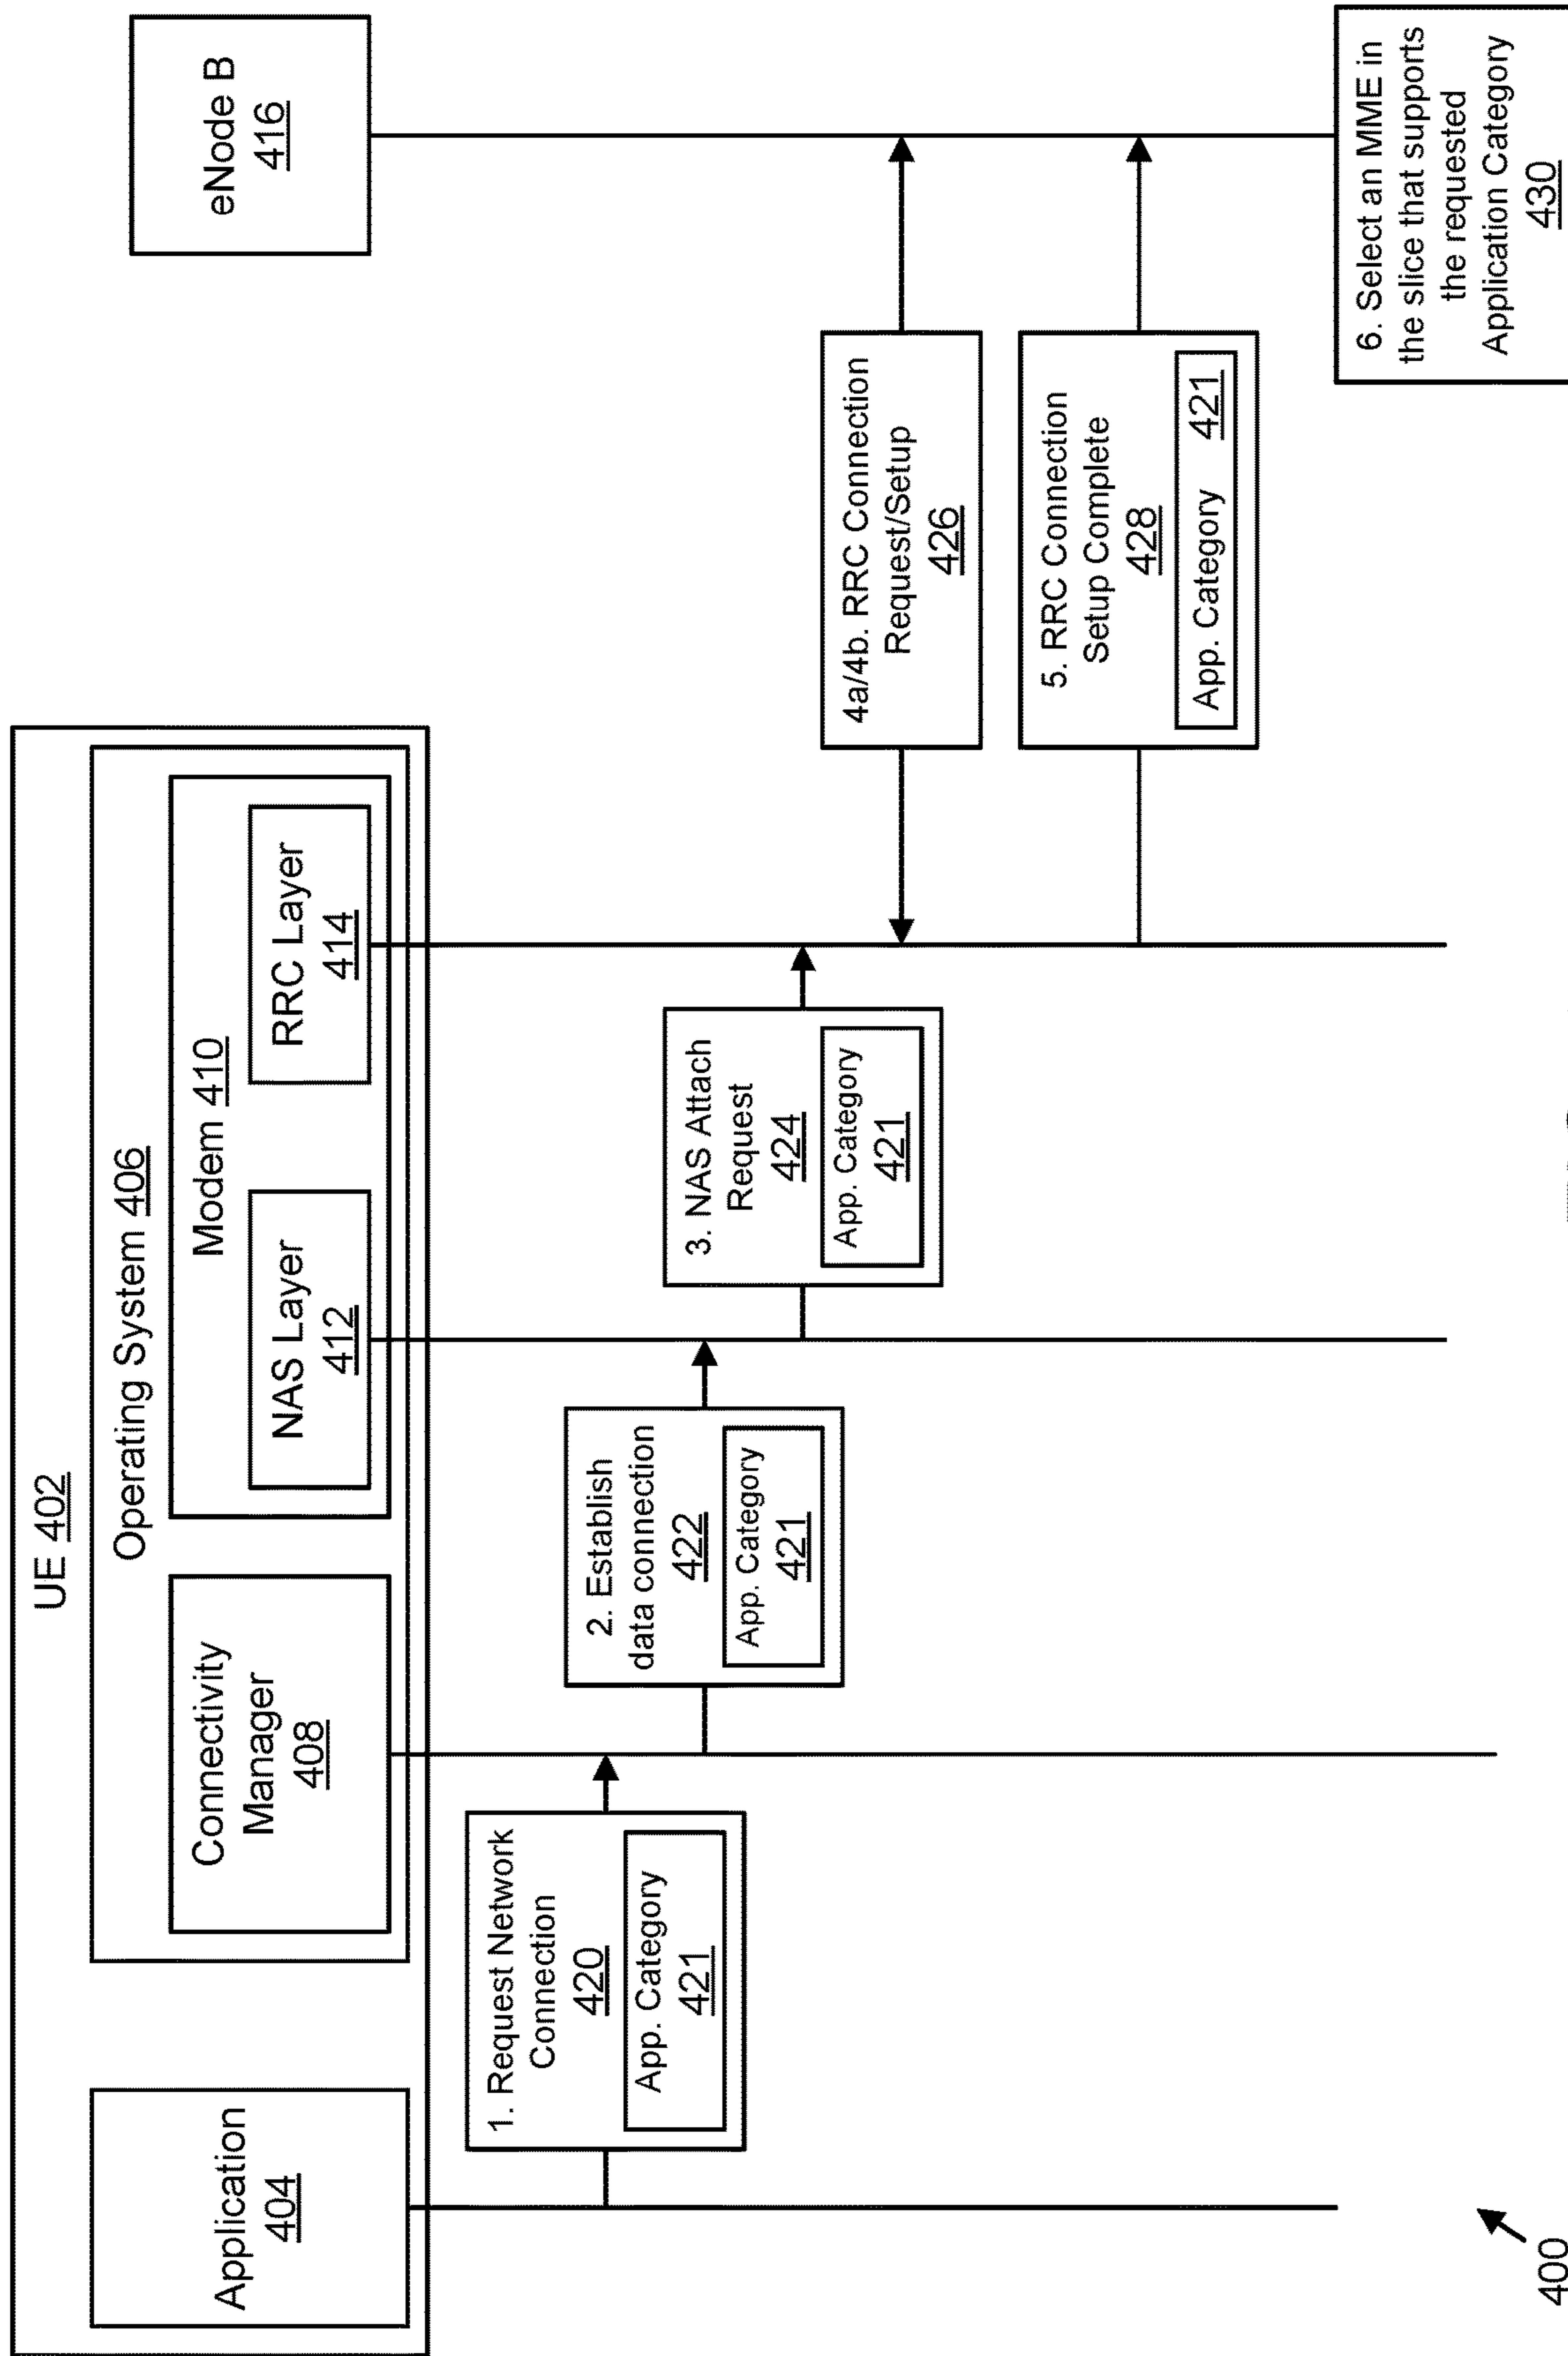 UE 402
Operating System 406
Modem 410
Application
404
Connectivity
Manager
408
NAS Layer
412
RRC Layer
414
eNode B
416
1. Request Network
Connection
420
App. Category
421
2. Establish
data connection
422
App. Category
421
3. NAS Attach
Request
424
App. Category
421
4a/4b. RRC Connection
Request/Setup
426
5. RRC Connection
Setup Complete
428
App. Category 421
6. Select an MME in
the slice that supports
the requested
Application Category
430
400